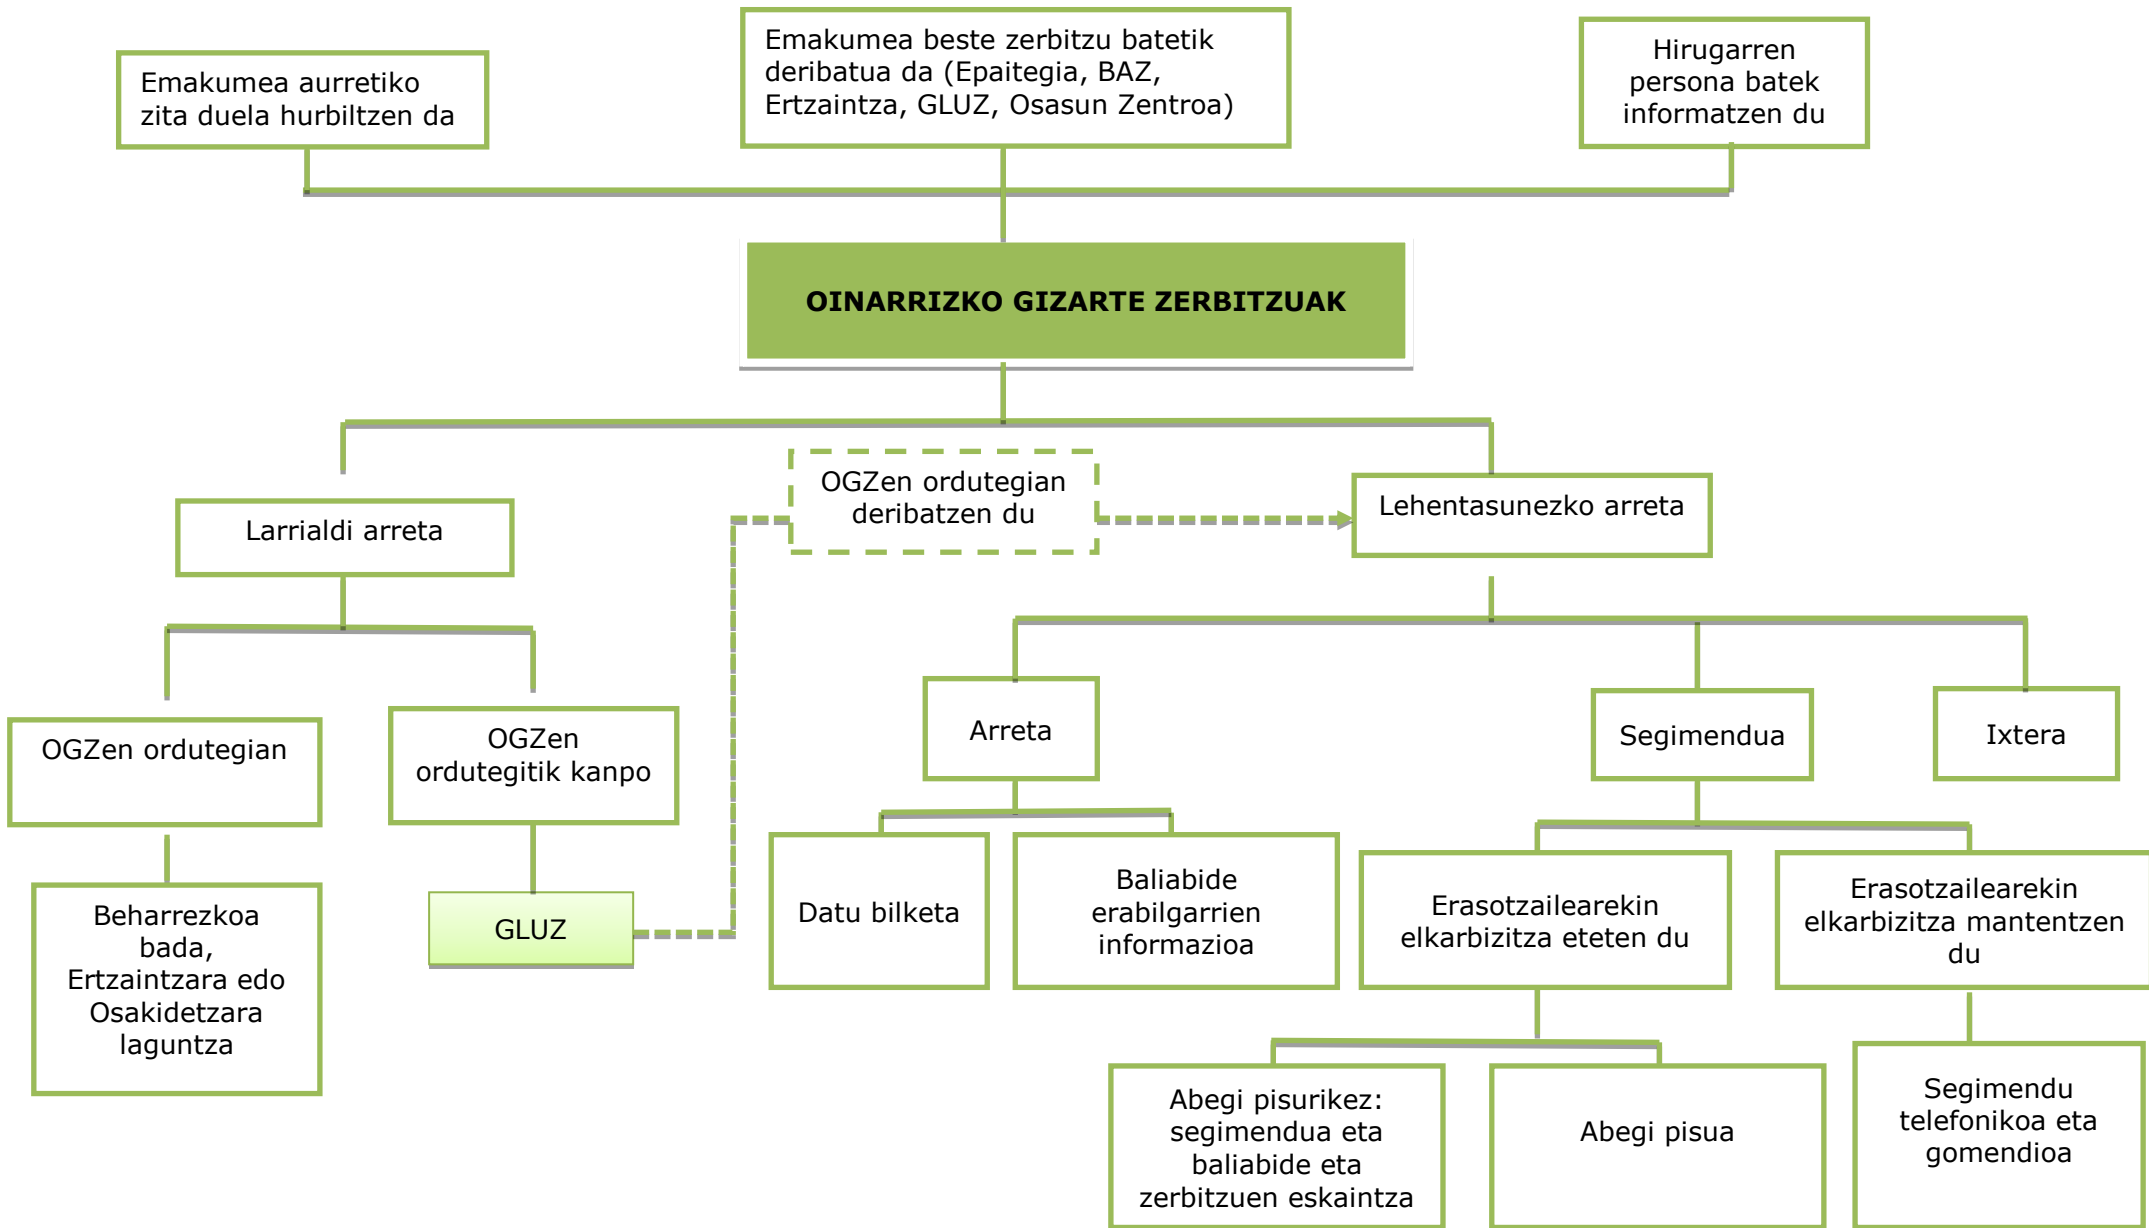 Emakumea aurretiko
zita duela hurbiltzen da
Emakumea beste zerbitzu batetik
deribatua da (Epaitegia, BAZ,
Ertzaintza, GLUZ, Osasun Zentroa)
Hirugarren
persona batek
informatzen du
OINARRIZKO GIZARTE ZERBITZUAK
Larrialdi arreta
OGZen ordutegian
deribatzen du
Lehentasunezko arreta
OGZen ordutegian
OGZen
ordutegitik kanpo
Arreta
Segimendua
Ixtera
Beharrezkoa
bada,
Ertzaintzara edo
Osakidetzara
laguntza
GLUZ
Datu bilketa
Baliabide
erabilgarrien
informazioa
Erasotzailearekin
elkarbizitza eteten du
Erasotzailearekin
elkarbizitza mantentzen
du
Abegi pisurikez:
segimendua eta
baliabide eta
zerbitzuen eskaintza
Abegi pisua
Segimendu
telefonikoa eta
gomendioa